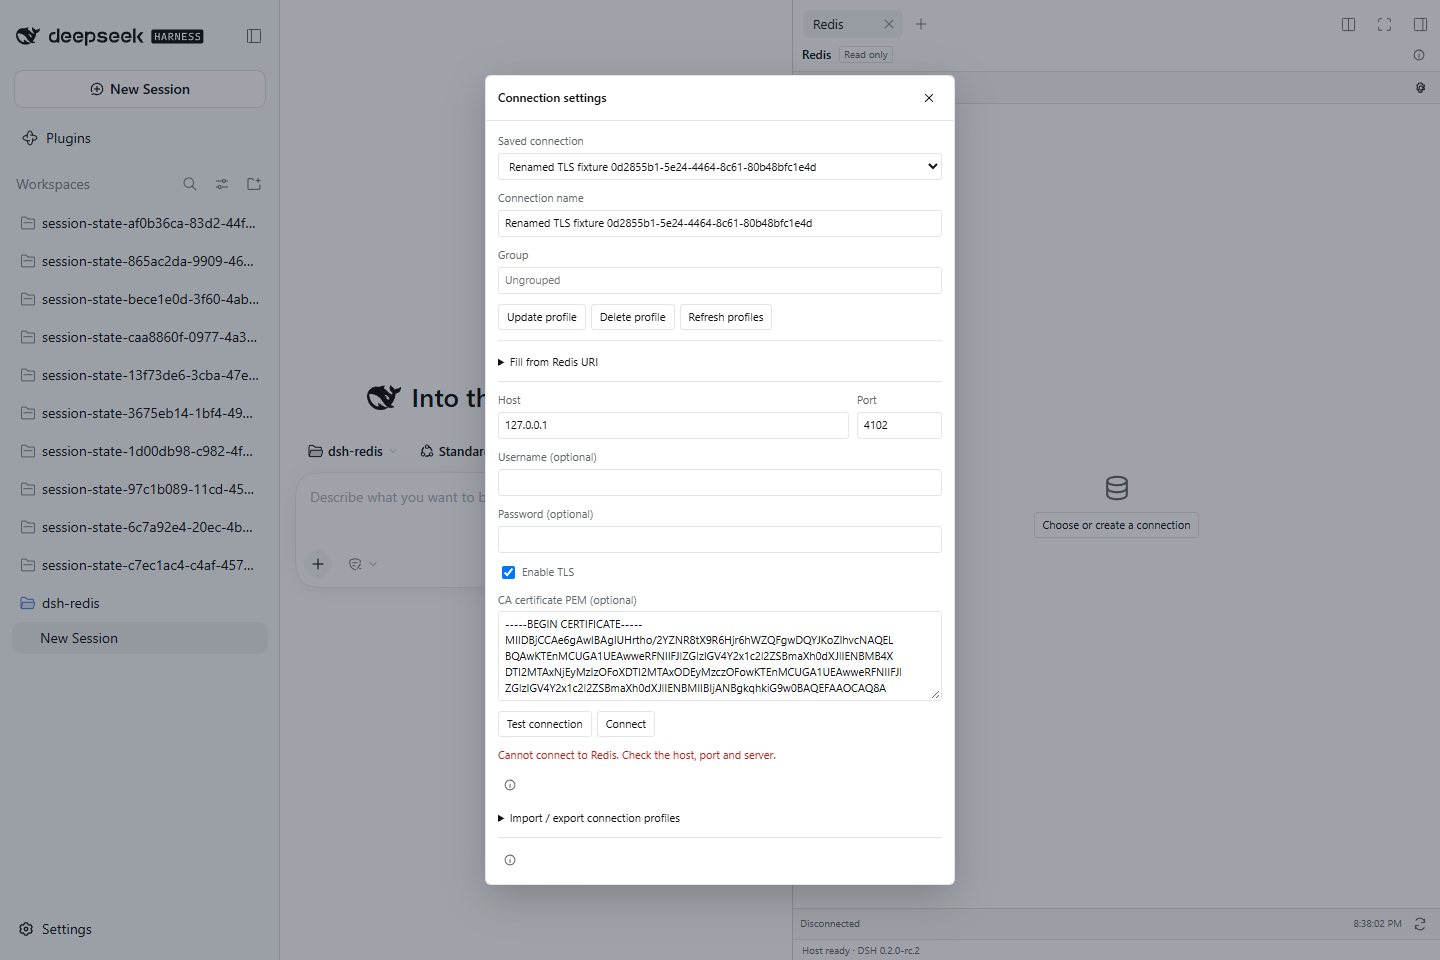 deepseek HARNESS
New Session
Plugins
Workspaces
session-state-af0b36ca-83d2-44f...
session-state-865ac2da-9909-46...
session-state-bece1e0d-3f60-4ab...
session-state-caa8860f-0977-4a3...
session-state-13f73de6-3cba-47e...
session-state-3675eb14-1bf4-49...
session-state-1d00db98-c982-4f...
session-state-97c1b089-11cd-45...
session-state-6c7a92e4-20ec-4b...
session-state-c7ec1ac4-c4af-457...
dsh-redis
New Session
Settings
Into th
dsh-redis
Standar
Describe what you want to b
Redis
Redis Read only
Choose or create a connection
Disconnected
8:38:02 PM
Host ready · DSH 0.2.0-rc.2
Connection settings
Saved connection
Renamed TLS fixture 0d2855b1-5e24-4464-8c61-80b48bfc1e4d
Connection name
Renamed TLS fixture 0d2855b1-5e24-4464-8c61-80b48bfc1e4d
Group
Ungrouped
Update profile Delete profile Refresh profiles
Fill from Redis URI
Host Port
127.0.0.1 4102
Username (optional)
Password (optional)
Enable TLS
CA certificate PEM (optional)
-----BEGIN CERTIFICATE-----
Test connection Connect
Cannot connect to Redis. Check the host, port and server.
Import / export connection profiles